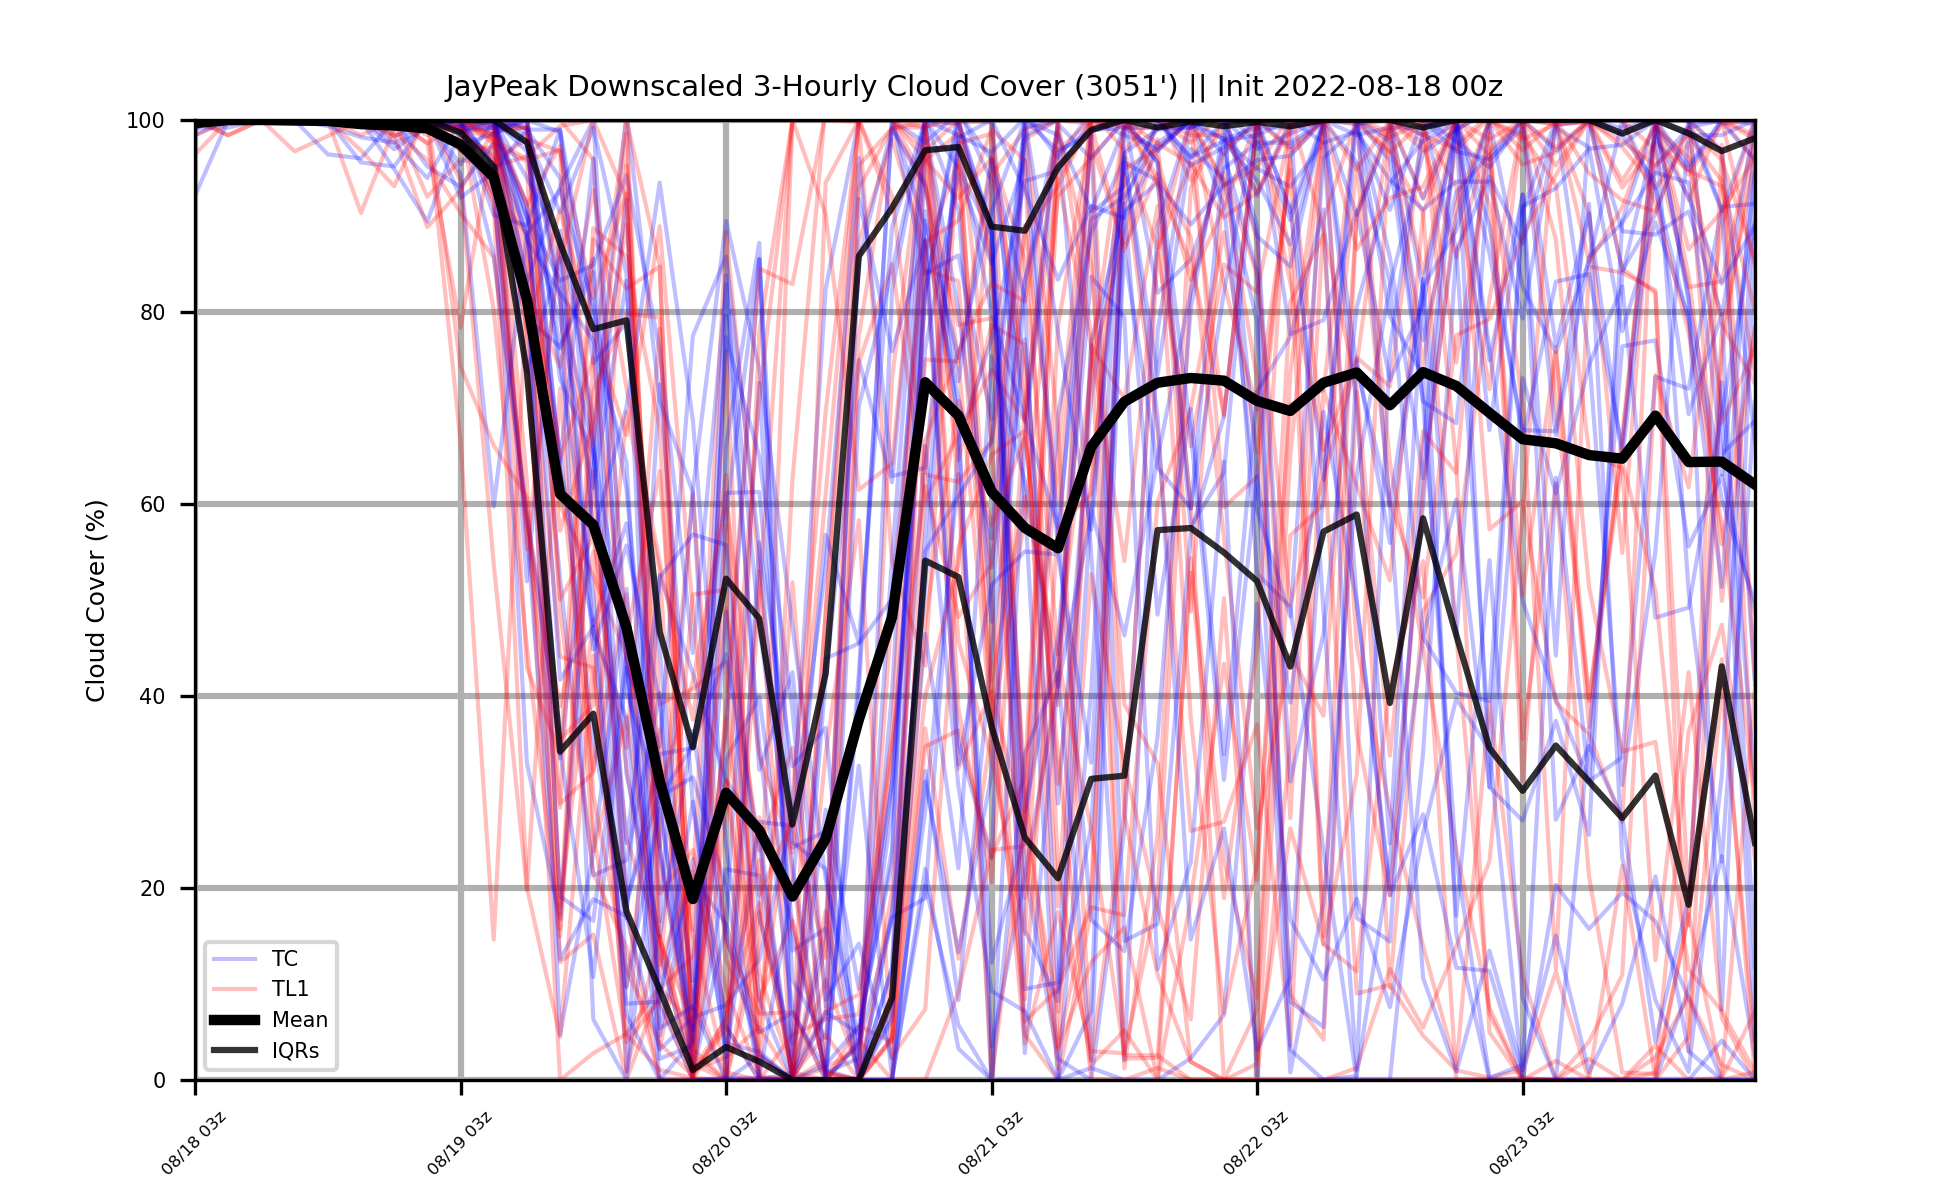 JayPeak Downscaled 3-Hourly Cloud Cover (3051') || Init 2022-08-18 00z
100
80
60
40
20
0
Cloud Cover (%)
TC
TL1
Mean
IQRs
08/18 03z
08/19 03z
08/20 03z
08/21 03z
08/22 03z
08/23 03z